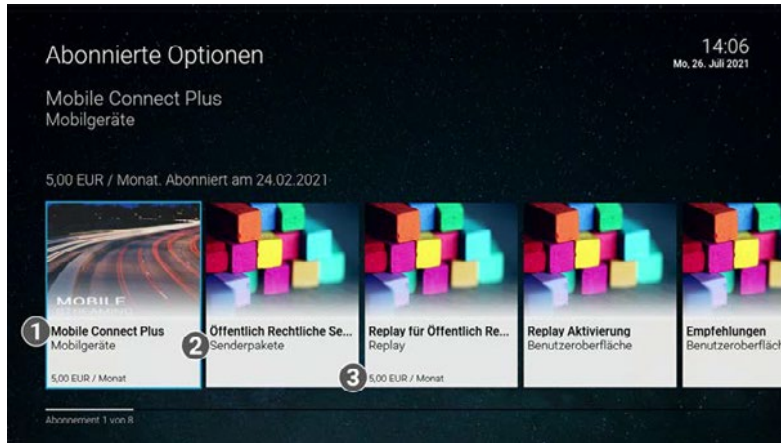 Abonnierte Optionen
14:06
Mo, 26. Juli 2021
Mobile Connect Plus
Mobilgeräte
5,00 EUR / Monat. Abonniert am 24.02.2021
MOBILE
STREAMING
1 Mobile Connect Plus
Mobilgeräte
5,00 EUR / Monat
Öffentlich Rechtliche Se...
2 Senderpakete
Replay für Öffentlich Re...
Replay
3 5,00 EUR / Monat
Replay Aktivierung
Benutzeroberfläche
Empfehlungen
Benutzeroberfläch
Abonnement 1 von 8